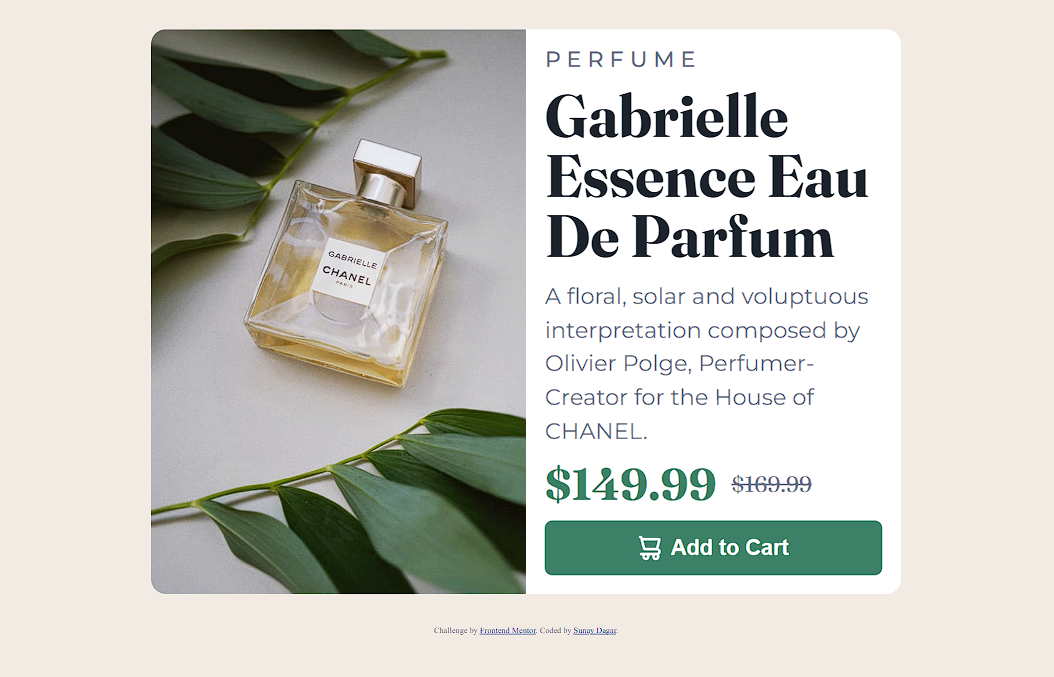 PERFUME
Gabrielle
Essence Eau
De Parfum
A floral, solar and voluptuous
interpretation composed by
Olivier Polge, Perfumer-
Creator for the House of
CHANEL.
$149.99 $169.99
Add to Cart
GABRIELLE
CHANEL
PARIS
Challenge by Frontend Mentor. Coded by Sunay Dagar.